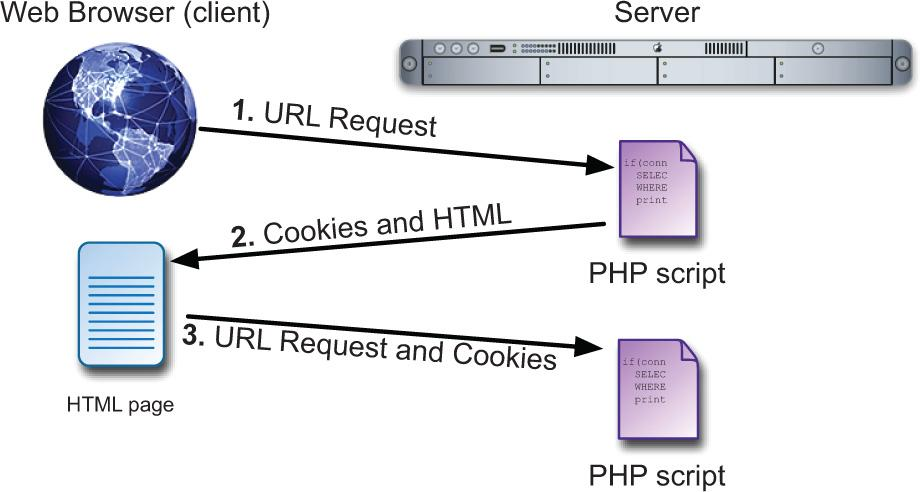 Web Browser (client)
Server
1. URL Request
if(conn
SELEC
WHERE
print
2. Cookies and HTML
PHP script
3. URL Request and Cookies
HTML page
if(conn
SELEC
WHERE
print
PHP script